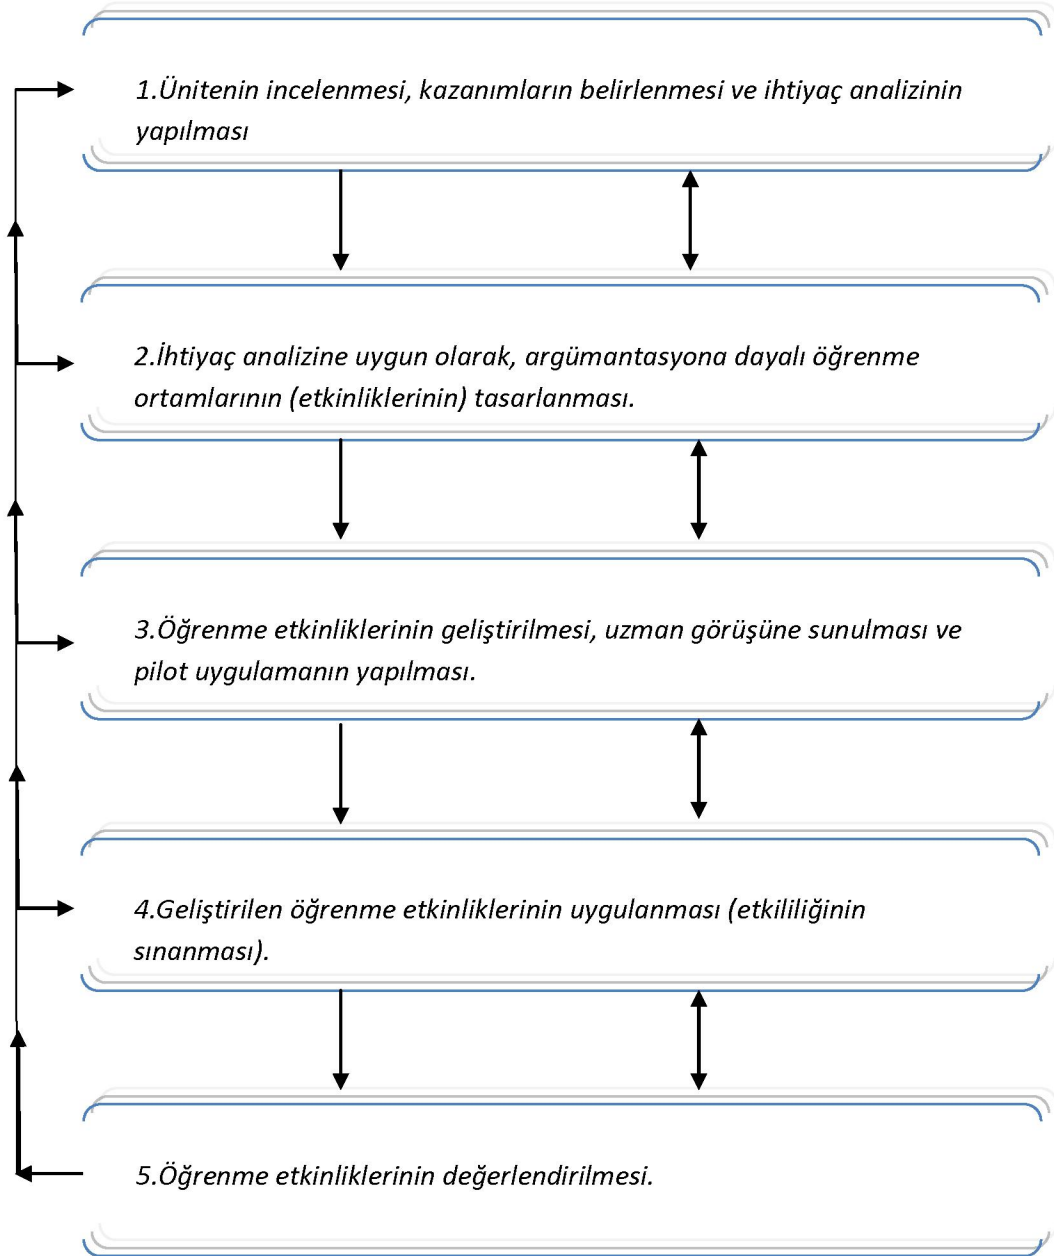 1.Ünitenin incelenmesi, kazanımların belirlenmesi ve ihtiyaç analizinin
yapılması
2.İhtiyaç analizine uygun olarak, argümantasyona dayalı öğrenme
ortamlarının (etkinliklerinin) tasarlanması.
3.Öğrenme etkinliklerinin geliştirilmesi, uzman görüşüne sunulması ve
pilot uygulamanın yapılması.
4.Geliştirilen öğrenme etkinliklerinin uygulanması (etkililiğinin
sınanması).
5.Öğrenme etkinliklerinin değerlendirilmesi.